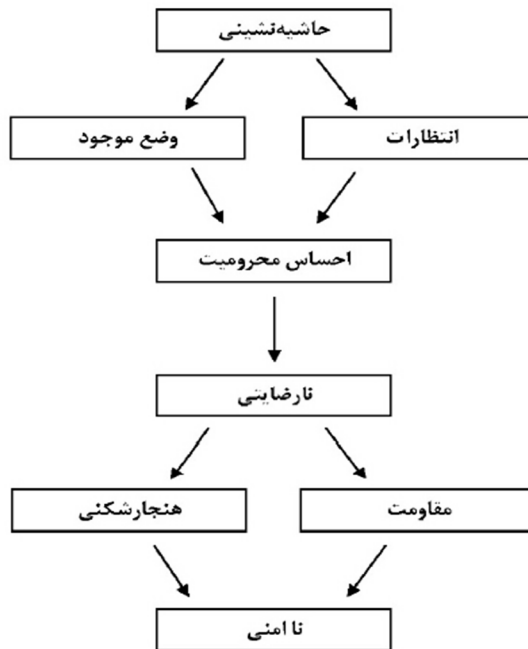 حاشیه‌نشینی
انتظارات
وضع موجود
احساس محرومیت
نارضایتی
مقاومت
هنجارشکنی
نا امنی